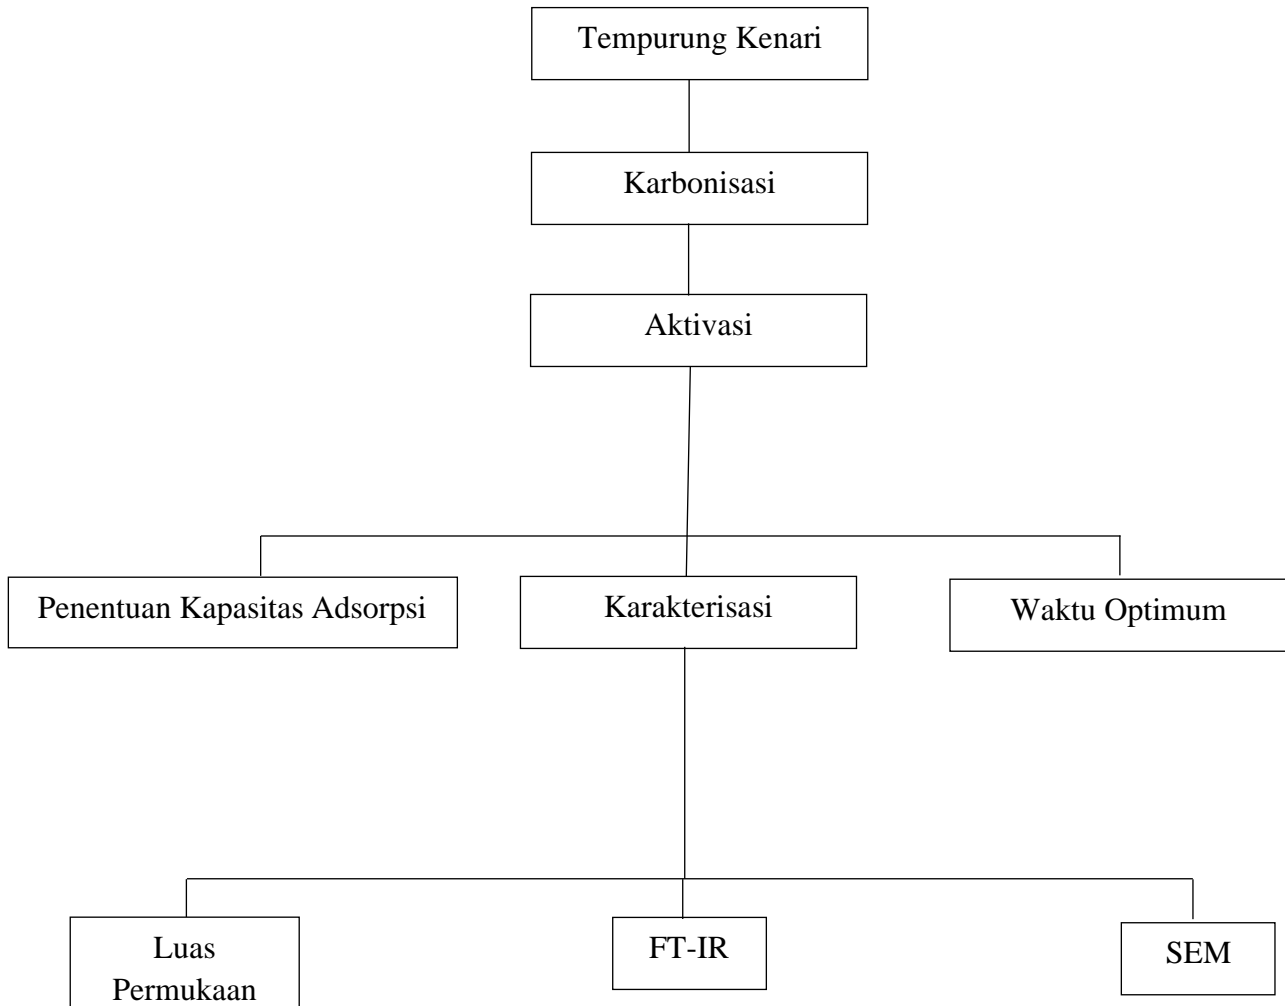 Tempurung Kenari
Karbonisasi
Aktivasi
Penentuan Kapasitas Adsorpsi
Karakterisasi
Waktu Optimum
Luas
Permukaan
FT-IR
SEM